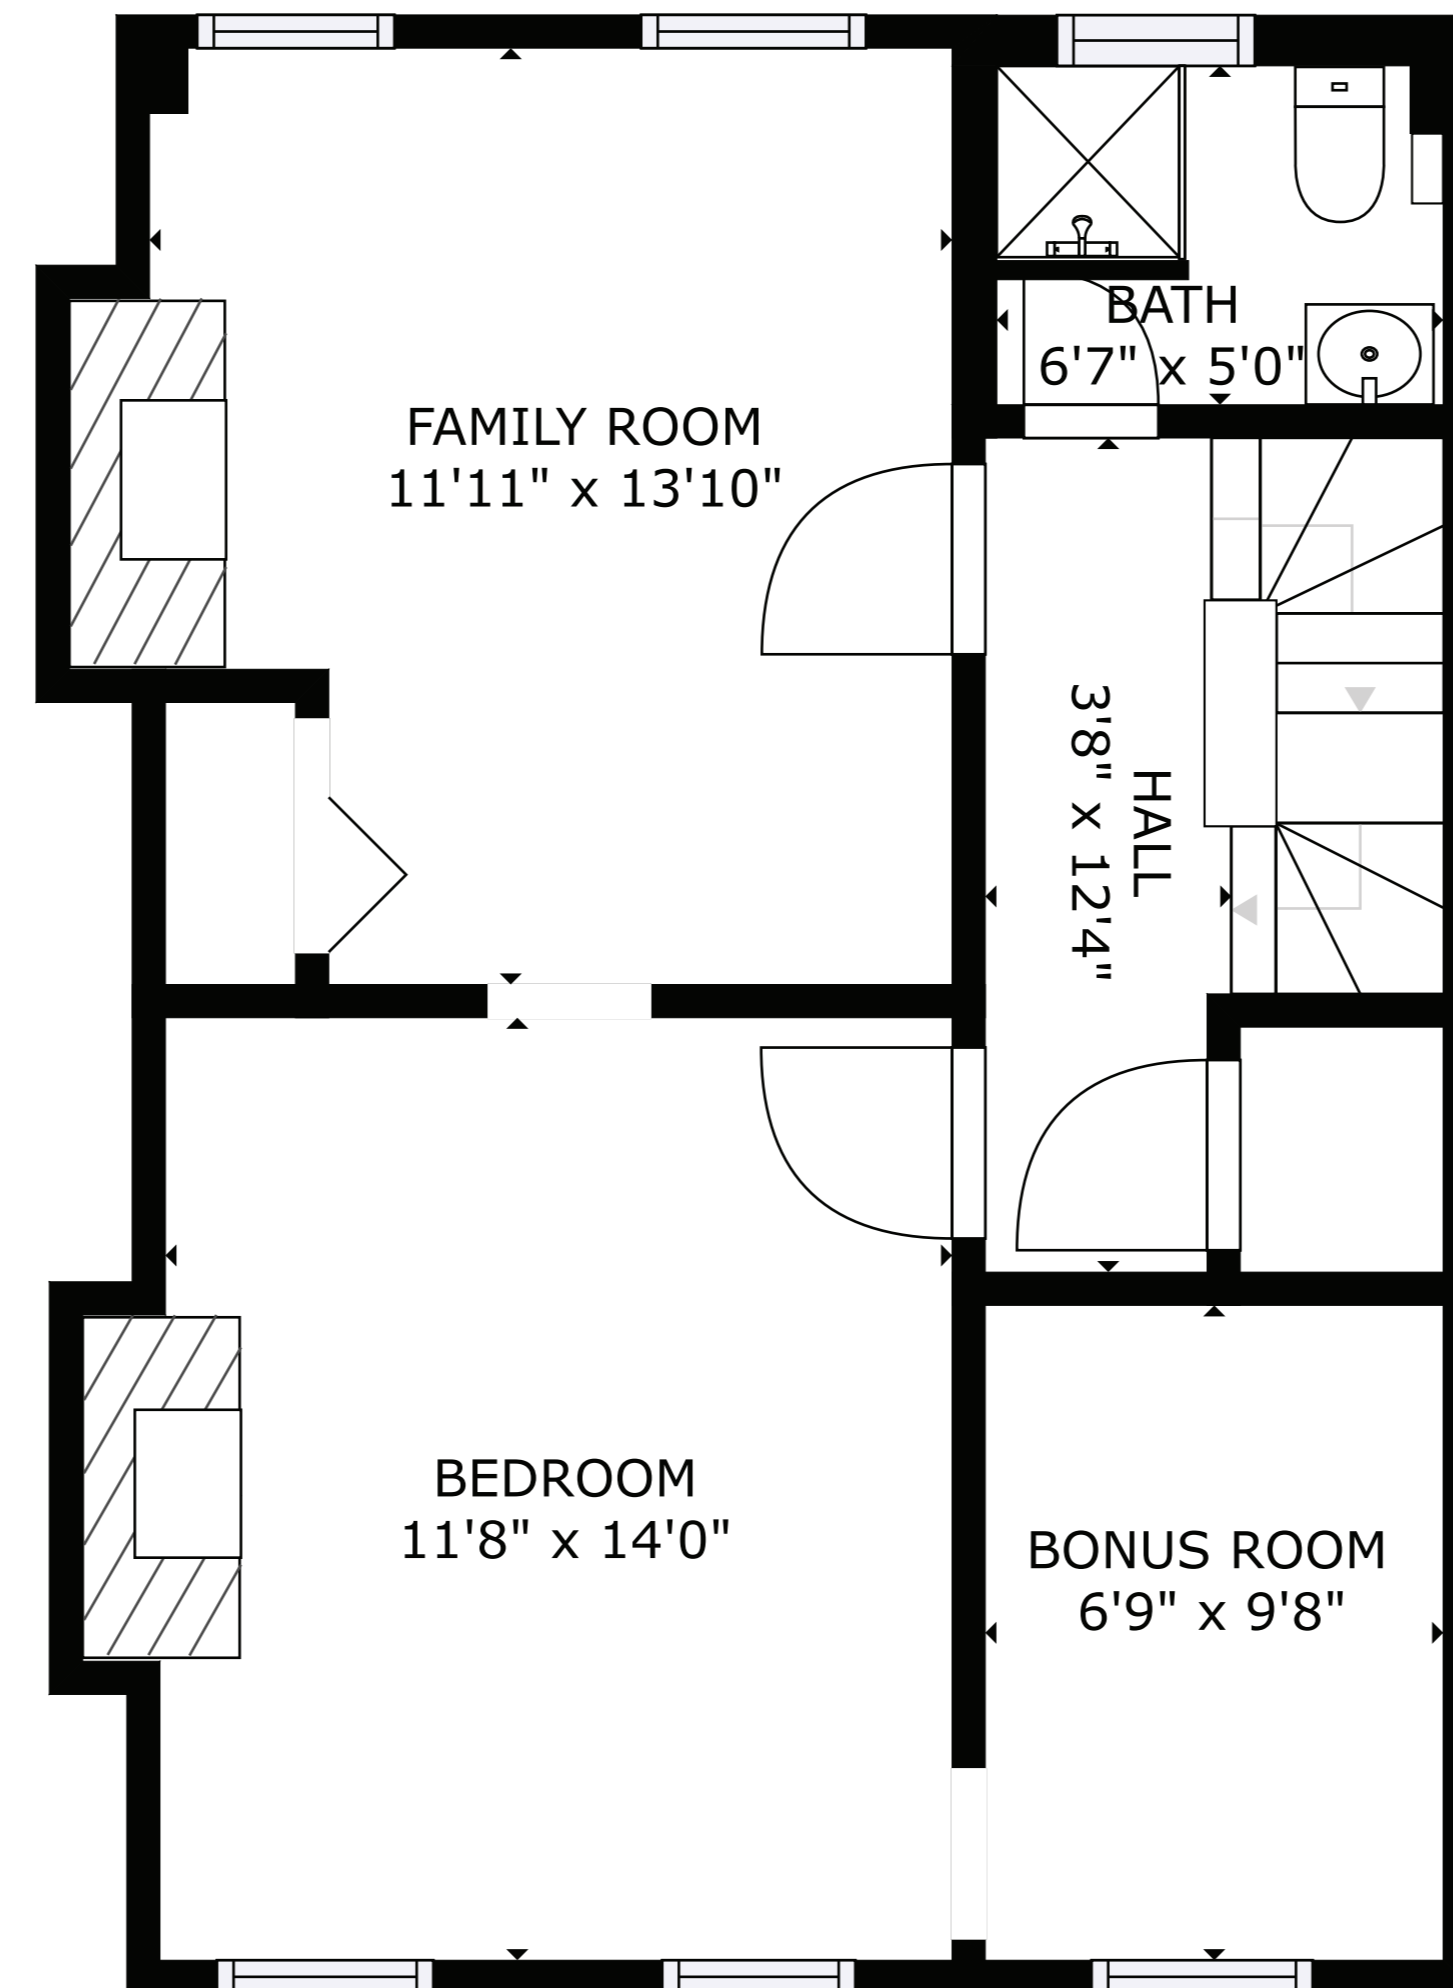 BATH
6'7" x 5'0"
FAMILY ROOM
11'11" x 13'10"
HALL
3'8" x 12'4"
BEDROOM
11'8" x 14'0"
BONUS ROOM
6'9" x 9'8"